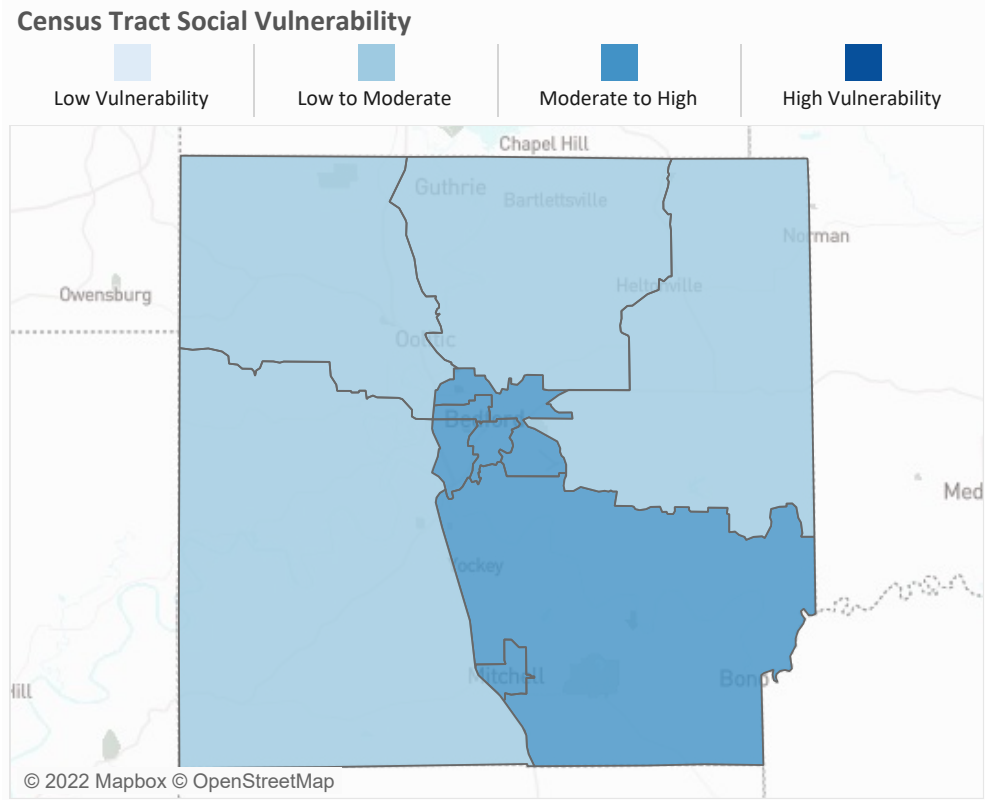 Census Tract Social Vulnerability
Low Vulnerability
Low to Moderate
Moderate to High
High Vulnerability
Chapel Hill
Guthrie
Bartlettsville
Norman
Owensburg
Heltonville
Oolitic
Bedford
Med
Yockey
Mitchell
Bono
Hill
© 2022 Mapbox © OpenStreetMap